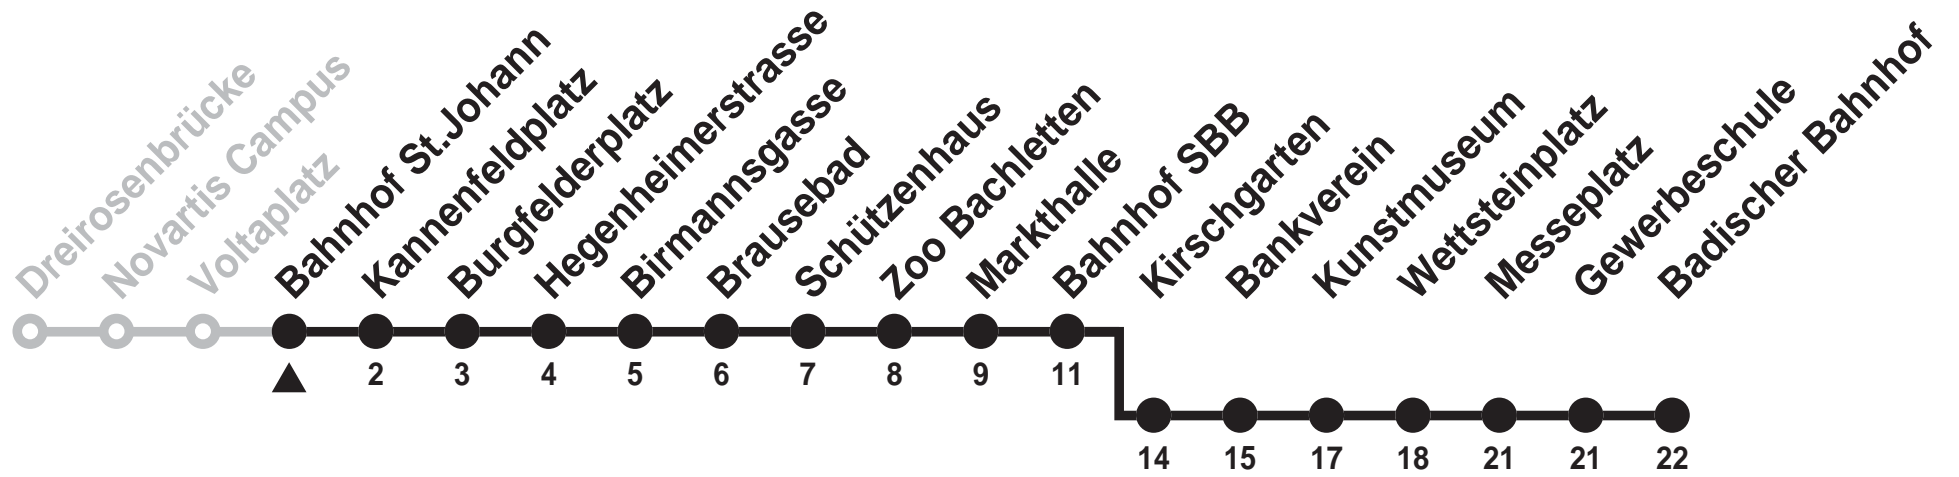 Dreirosenbrücke
Novartis Campus
Voltaplatz
Bahnhof St.Johann
Kannenfeldplatz
Burgfelderplatz
Hegenheimerstrasse
Birmannsgasse
Brausebad
Schützenhaus
Zoo Bachletten
Markthalle
Bahnhof SBB
Kirschgarten
Bankverein
Kunstmuseum
Wettsteinplatz
Messeplatz
Gewerbeschule
Badischer Bahnhof
2 3 4 5 6 7 8 9 11
14 15 17 18 21 21 22